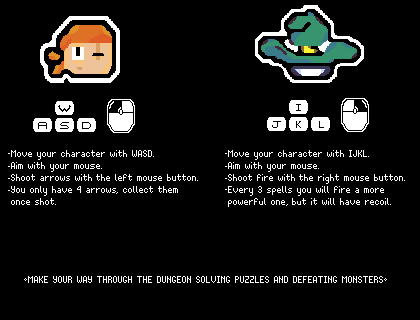 W
A S D
I
J K L
-Move your character with WASD.
-Aim with your mouse.
-Shoot arrows with the left mouse button.
-You only have 4 arrows, collect them
once shot.
-Move your character with IJKL.
-Aim with your mouse.
-Shoot fire with the right mouse button.
-Every 3 spells you will fire a more
powerful one, but it will have recoil.
◦MAKE YOUR WAY THROUGH THE DUNGEON SOLVING PUZZLES AND DEFEATING MONSTERS◦